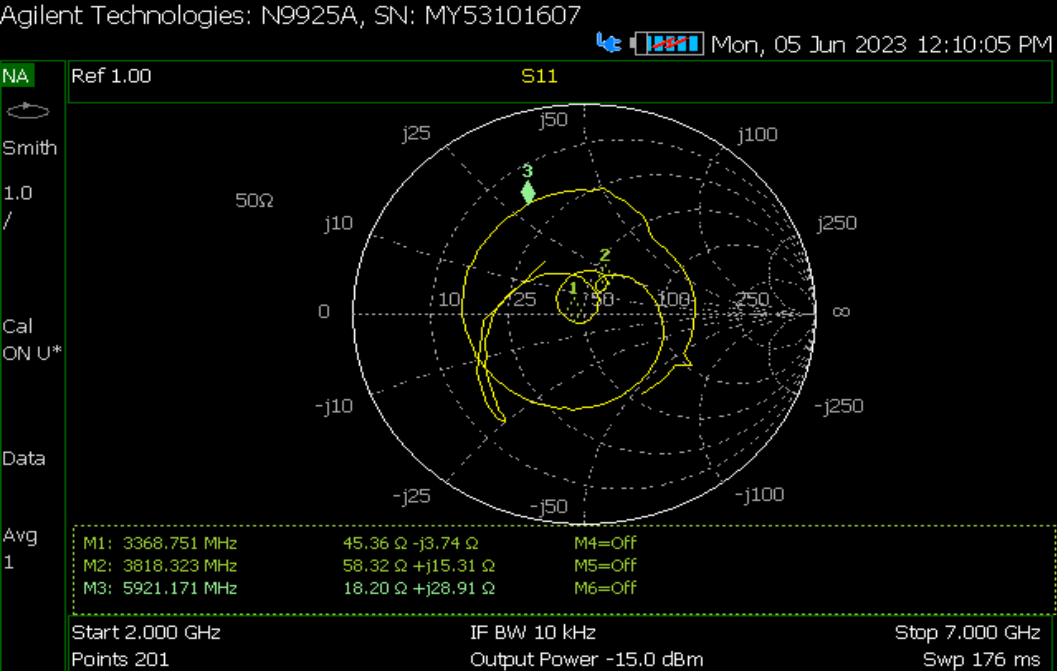 Agilent Technologies: N9925A, SN: MY53101607
Mon, 05 Jun 2023 12:10:05 PM
NA
Ref 1.00 S11
Smith
1.0
/
50Ω
Cal
ON U*
Data
Avg
1
j25 j50 j100
3
j10 j250
2
1
0 10 25 50 100 250 ∞
-j10 -j250
-j25 -j50 -j100
M1: 3368.751 MHz 45.36 Ω -j3.74 Ω M4=Off
M2: 3818.323 MHz 58.32 Ω +j15.31 Ω M5=Off
M3: 5921.171 MHz 18.20 Ω +j28.91 Ω M6=Off
Start 2.000 GHz IF BW 10 kHz Stop 7.000 GHz
Points 201 Output Power -15.0 dBm Swp 176 ms